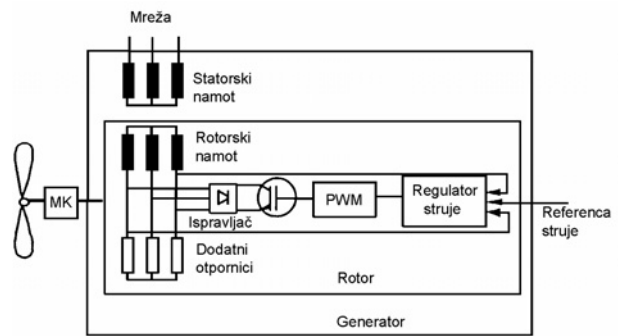 Mreža
Statorski
namot
Rotorski
namot
MK
Ispravljač
PWM
Regulator
struje
Referenca
struje
Dodatni
otpornici
Rotor
Generator